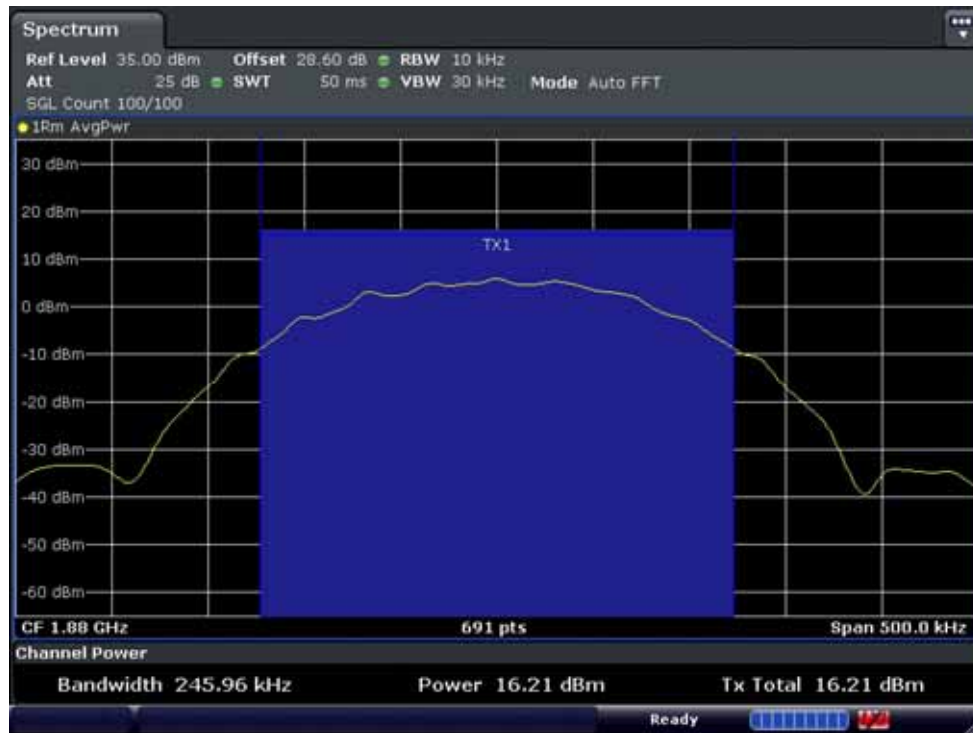 Spectrum
Ref Level 35.00 dBm Offset 28.60 dB RBW 10 kHz
Att 25 dB SWT 50 ms VBW 30 kHz Mode Auto FFT
SGL Count 100/100
1Rm AvgPwr
30 dBm
20 dBm
TX1
10 dBm
0 dBm
-10 dBm
-20 dBm
-30 dBm
-40 dBm
-50 dBm
-60 dBm
CF 1.88 GHz 691 pts Span 500.0 kHz
Channel Power
Bandwidth 245.96 kHz Power 16.21 dBm Tx Total 16.21 dBm
Ready